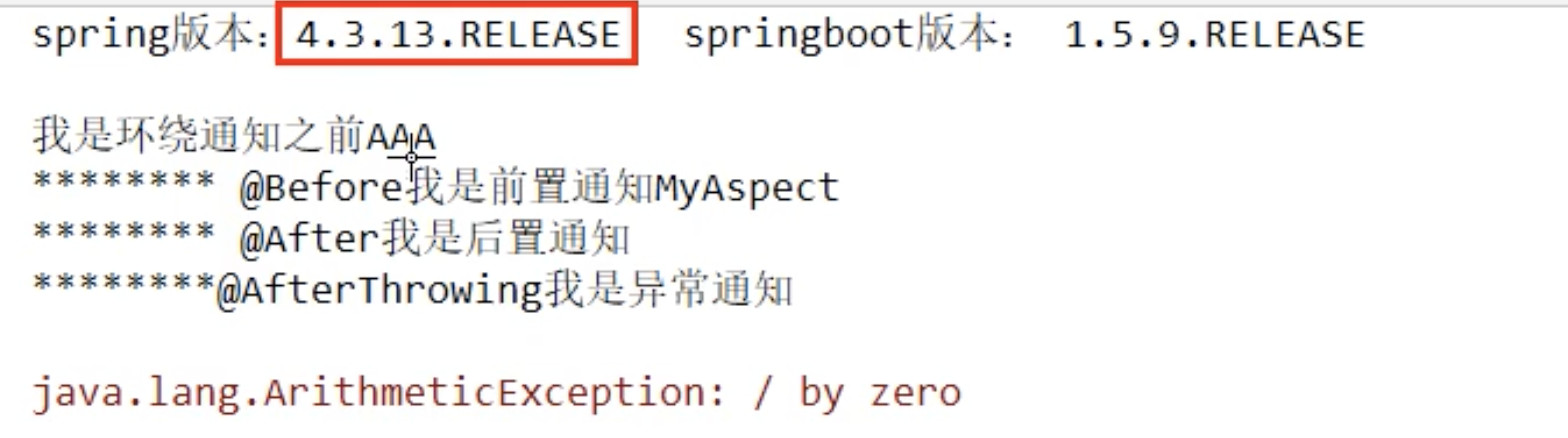 spring版本：4.3.13.RELEASE springboot版本： 1.5.9.RELEASE
我是环绕通知之前AAA
******** @Before我是前置通知MyAspect
******** @After我是后置通知
********@AfterThrowing我是异常通知
java.lang.ArithmeticException: / by zero